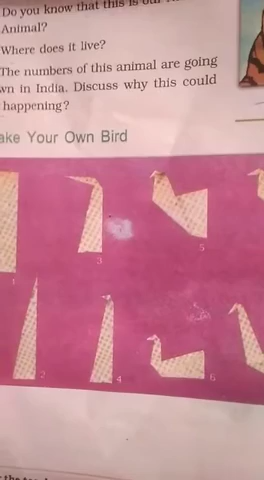 Do you know that this is our
Animal?
Where does it live?
The numbers of this animal are going
wn in India. Discuss why this could
happening?
ake Your Own Bird
1
3
5
2
4
6